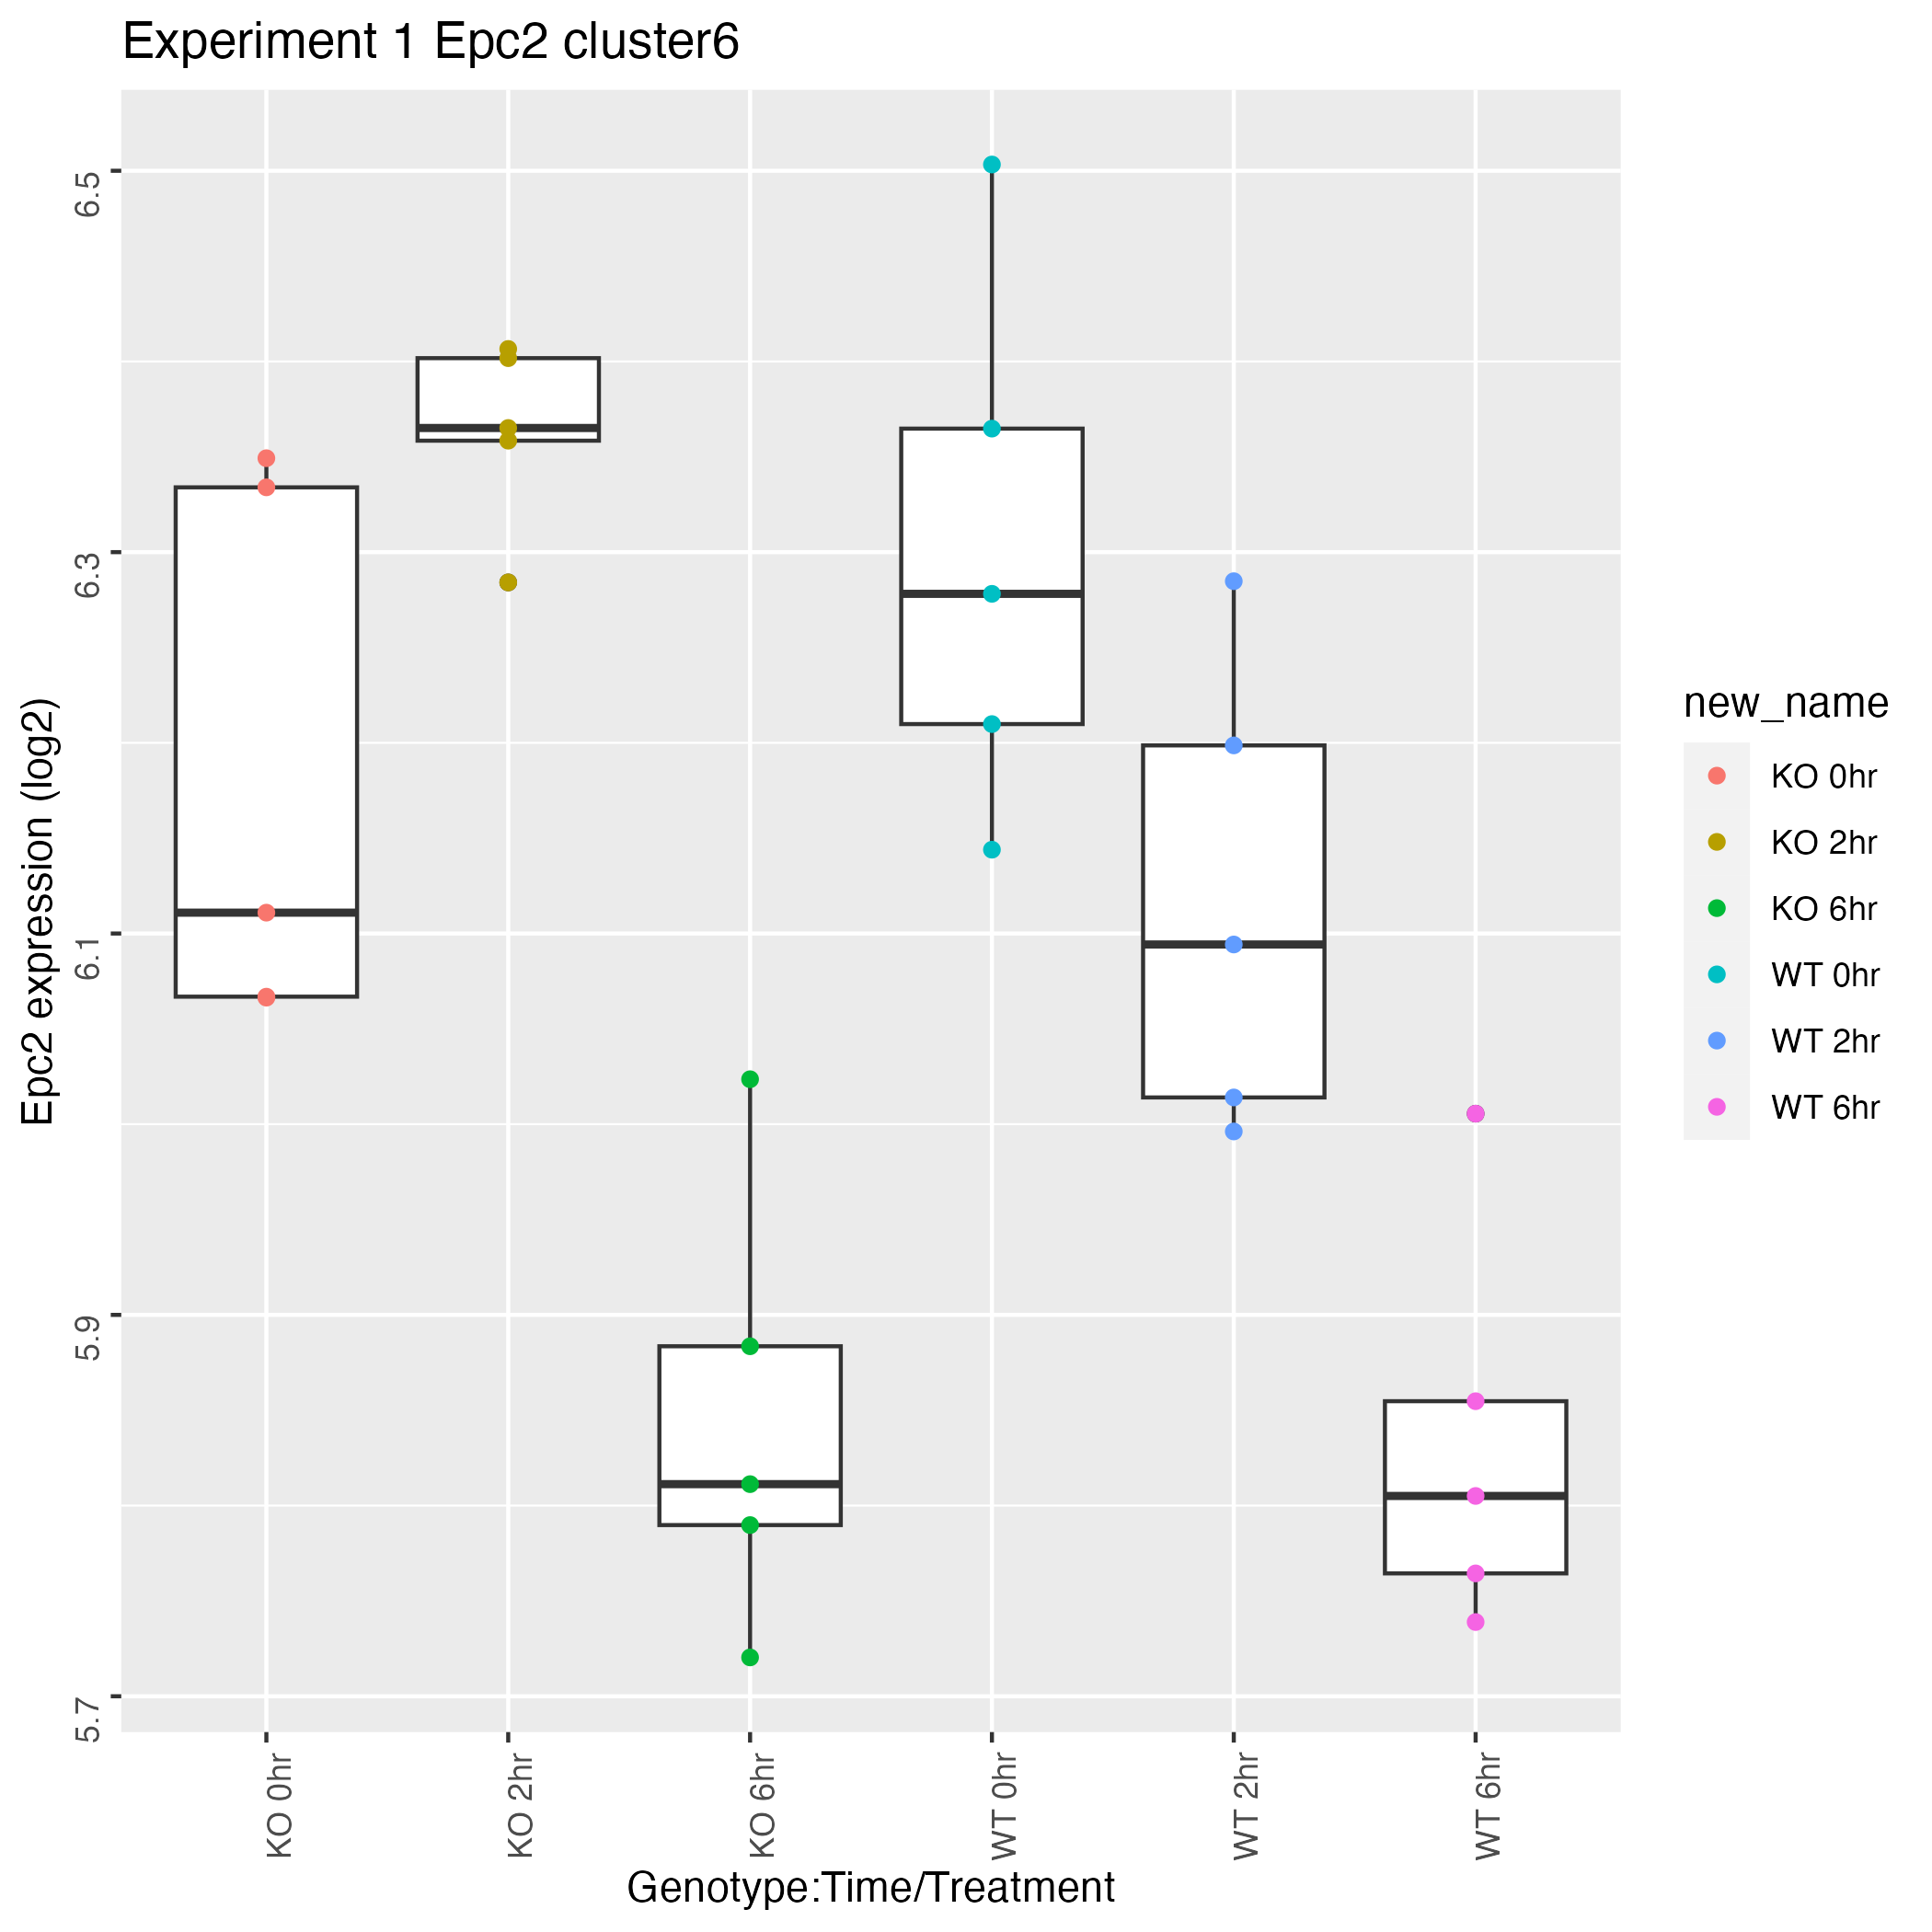 Experiment 1 Epc2 cluster6
Epc2 expression (log2)
6.5
6.3
6.1
5.9
5.7
KO 0hr
KO 2hr
KO 6hr
WT 0hr
WT 2hr
WT 6hr
Genotype:Time/Treatment
new_name
KO 0hr
KO 2hr
KO 6hr
WT 0hr
WT 2hr
WT 6hr